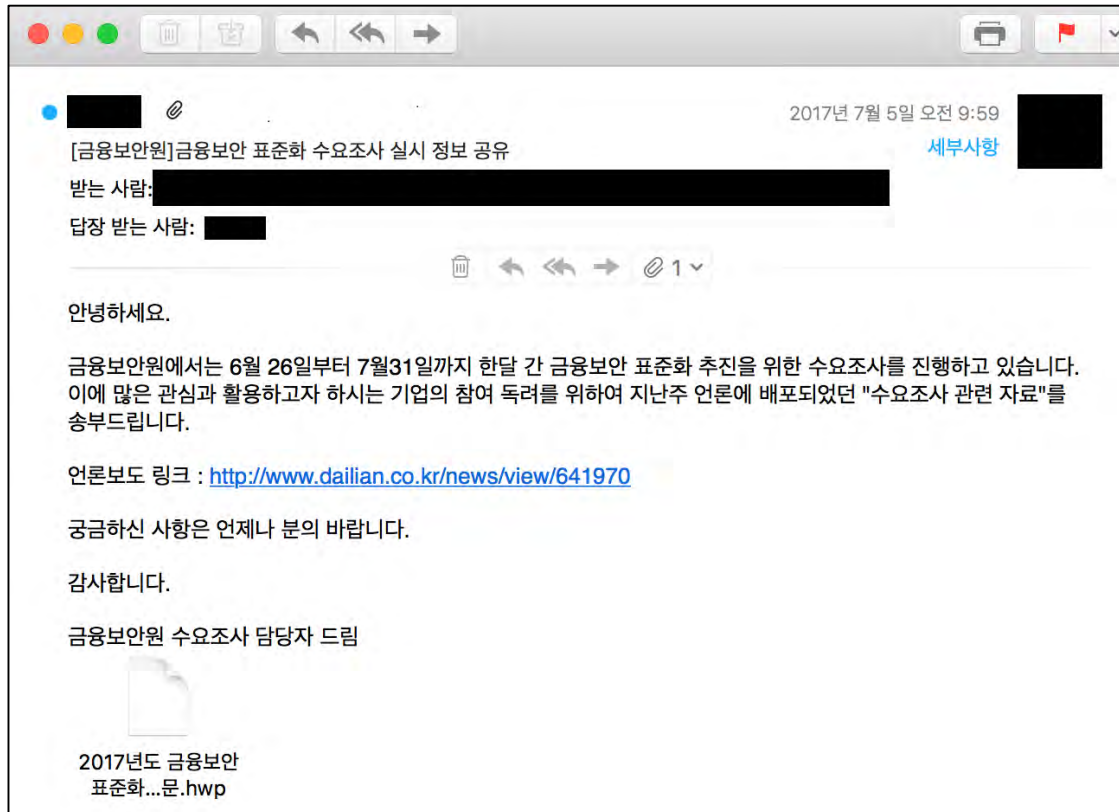 2017년 7월 5일 오전 9:59
[금융보안원]금융보안 표준화 수요조사 실시 정보 공유
세부사항
받는 사람:
답장 받는 사람:
1
안녕하세요.
금융보안원에서는 6월 26일부터 7월31일까지 한달 간 금융보안 표준화 추진을 위한 수요조사를 진행하고 있습니다.
이에 많은 관심과 활용하고자 하시는 기업의 참여 독려를 위하여 지난주 언론에 배포되었던 "수요조사 관련 자료"를
송부드립니다.
언론보도 링크 : http://www.dailian.co.kr/news/view/641970
궁금하신 사항은 언제나 분의 바랍니다.
감사합니다.
금융보안원 수요조사 담당자 드림
2017년도 금융보안
표준화...문.hwp